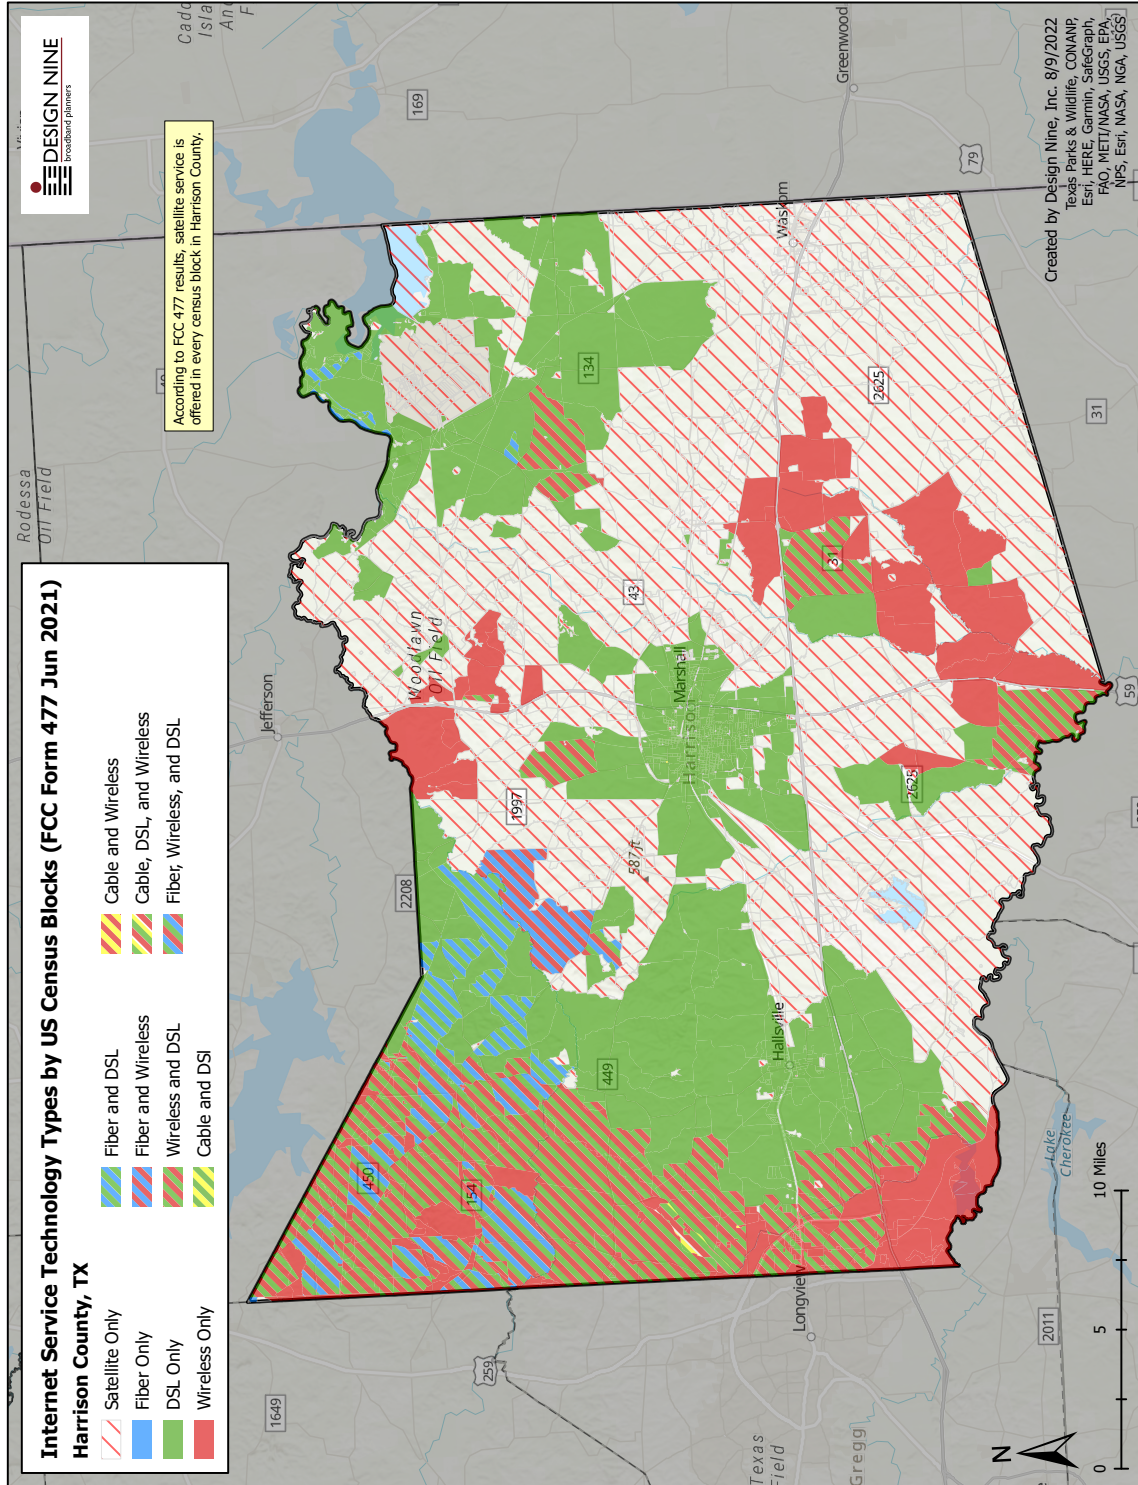 Internet Service Technology Types by US Census Blocks (FCC Form 477 Jun 2021)
Harrison County, TX
Satellite Only
Fiber Only
DSL Only
Wireless Only
Fiber and DSL
Fiber and Wireless
Wireless and DSL
Cable and DSl
Cable and Wireless
Cable, DSL, and Wireless
Fiber, Wireless, and DSL
DESIGN NINE
broadband planners
According to FCC 477 results, satellite service is
offered in every census block in Harrison County.
Rodessa
Oil Field
169
Jefferson
2208
Woodlawn
Oil Field
1997
43
134
450
154
449
1649
259
587 ft
Marshall
Harrison
Hallsville
Longview
Waskom
Greenwood
79
2625
31
31
2625
59
2011
Lake
Cherokee
Texas
Field
Gregg
N
0
5
10 Miles
Created by Design Nine, Inc. 8/9/2022
Texas Parks & Wildlife, CONANP,
Esri, HERE, Garmin, SafeGraph,
FAO, METI/NASA, USGS, EPA,
NPS, Esri, NASA, NGA, USGS